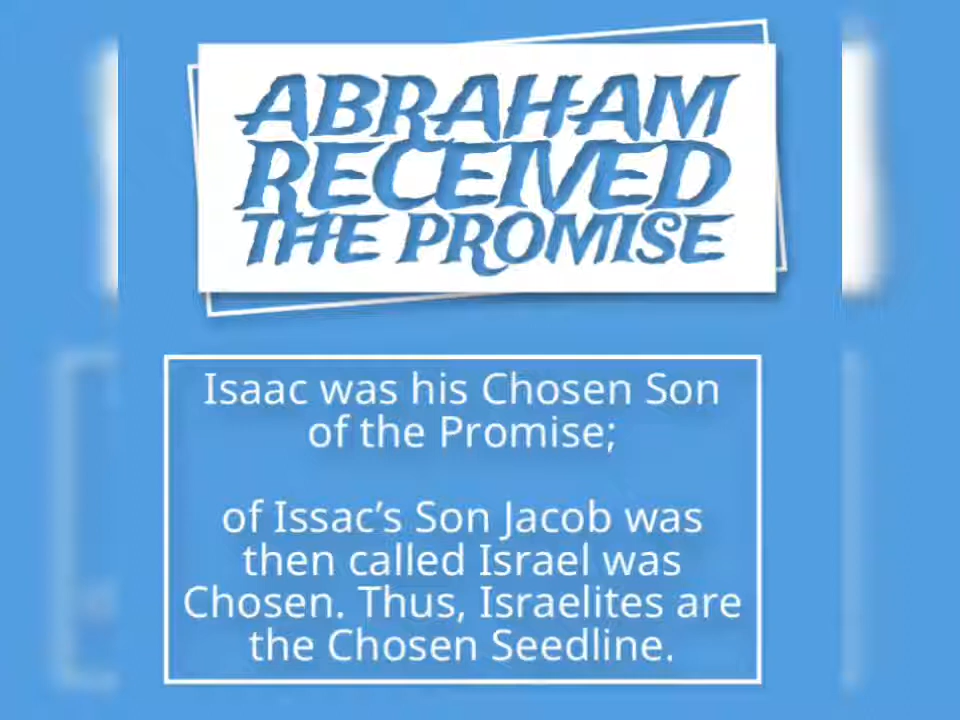 ABRAHAM
RECEIVED
THE PROMISE
Isaac was his Chosen Son
of the Promise;
of Issac’s Son Jacob was
then called Israel was
Chosen. Thus, Israelites are
the Chosen Seedline.